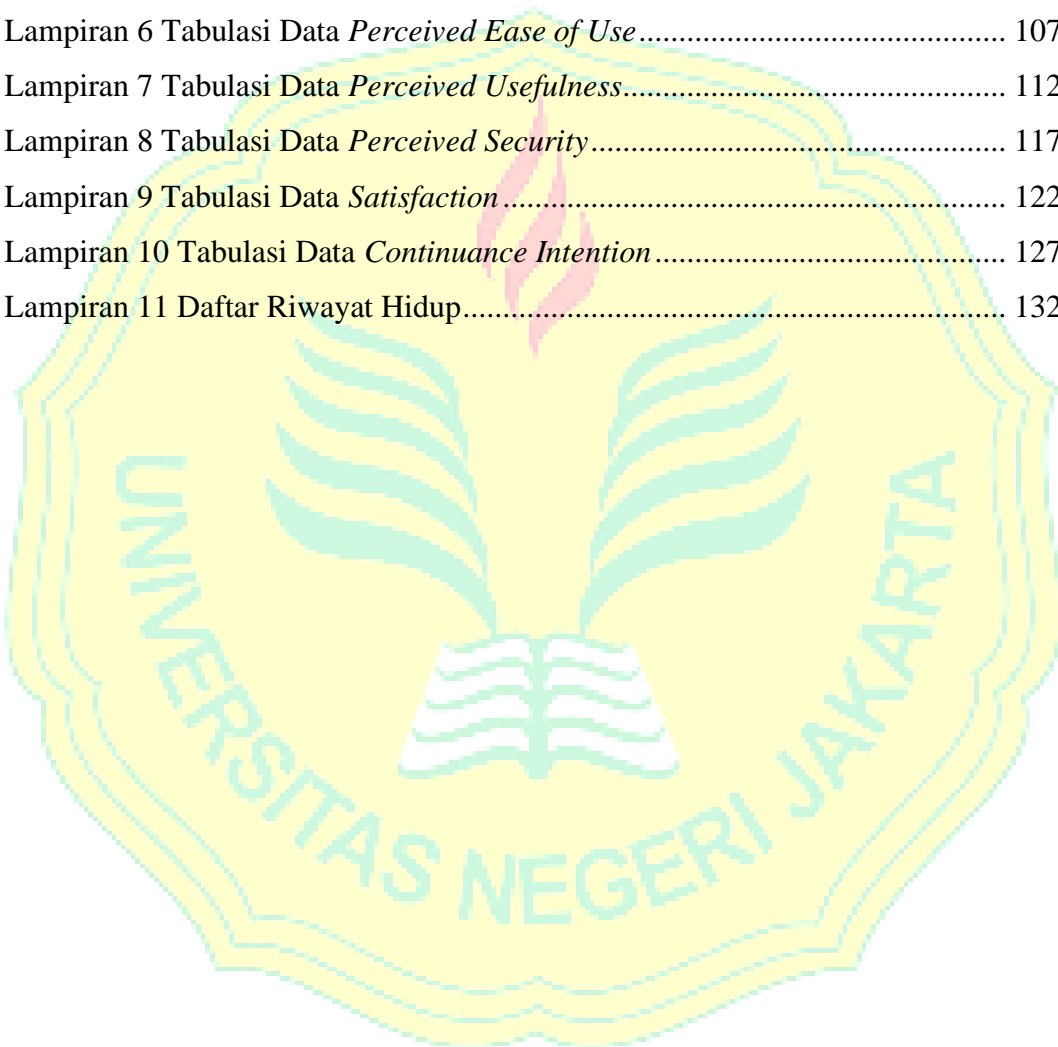 Lampiran 6 Tabulasi Data Perceived Ease of Use............................................. 107
Lampiran 7 Tabulasi Data Perceived Usefulness............................................... 112
Lampiran 8 Tabulasi Data Perceived Security................................................... 117
Lampiran 9 Tabulasi Data Satisfaction.............................................................. 122
Lampiran 10 Tabulasi Data Continuance Intention........................................... 127
Lampiran 11 Daftar Riwayat Hidup................................................................... 132
UNIVERSITAS NEGERI JAKARTA